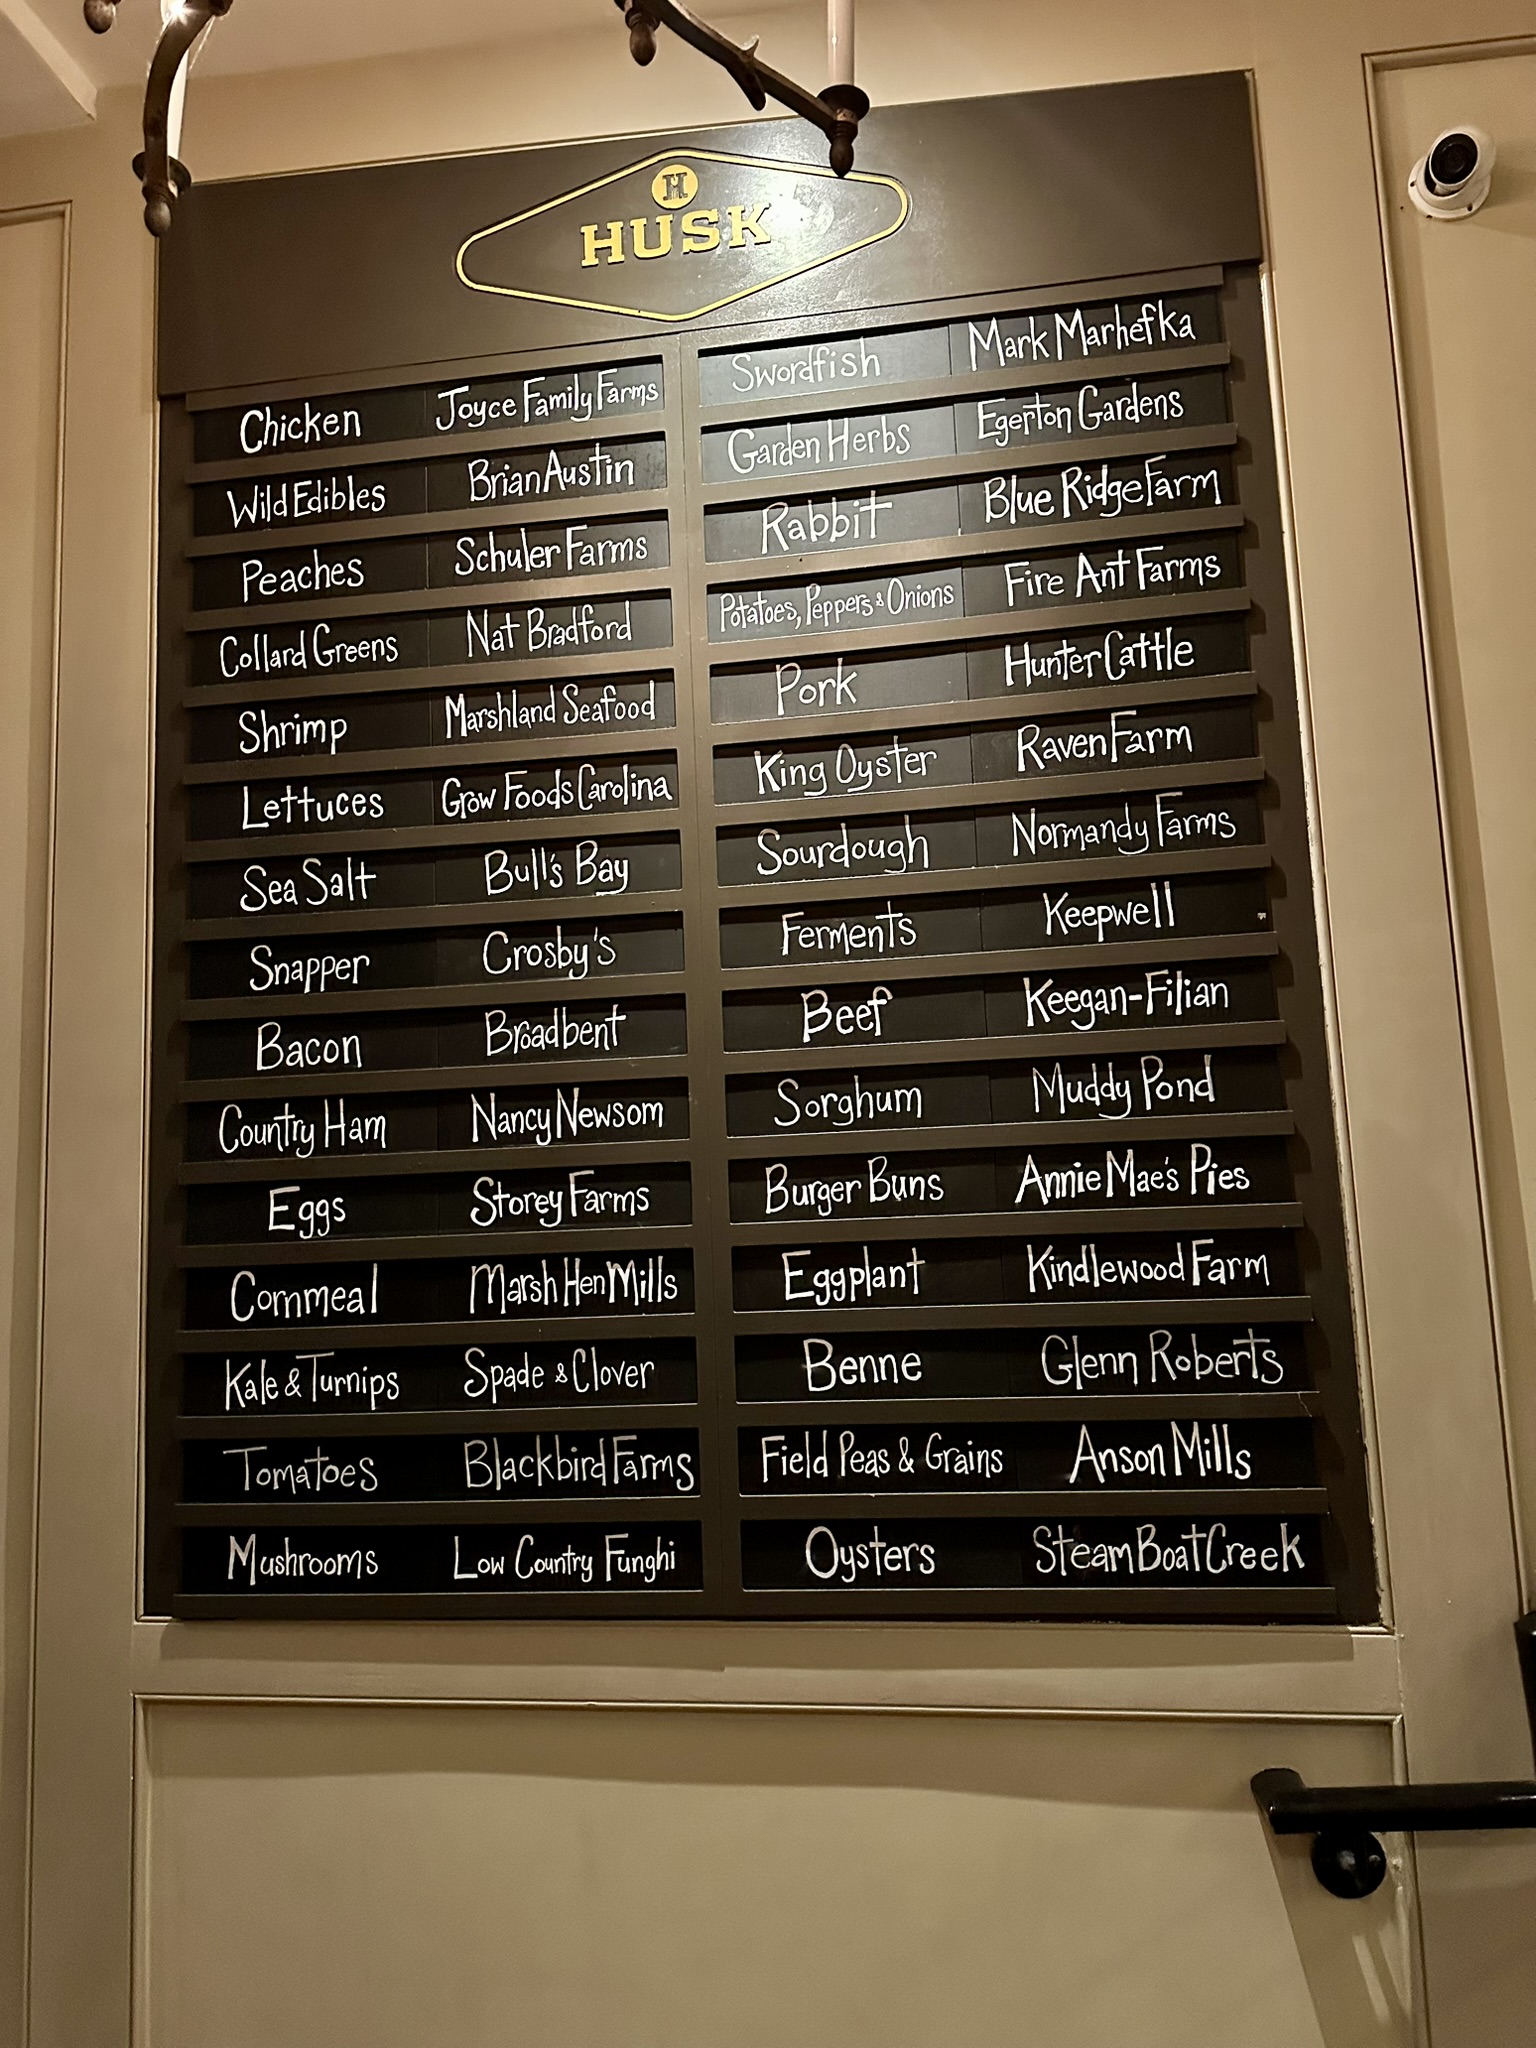 H
HUSK
Chicken Joyce Family Farms
Wild Edibles Brian Austin
Peaches Schuler Farms
Collard Greens Nat Bradford
Shrimp Marshland Seafood
Lettuces Grow Foods Carolina
Sea Salt Bull's Bay
Snapper Crosby's
Bacon Broadbent
Country Ham Nancy Newsom
Eggs Storey Farms
Cornmeal Marsh Hen Mills
Kale & Turnips Spade & Clover
Tomatoes Blackbird Farms
Mushrooms Low Country Funghi
Swordfish Mark Marhefka
Garden Herbs Egerton Gardens
Rabbit Blue Ridge Farm
Potatoes, Peppers & Onions Fire Ant Farms
Pork Hunter Cattle
King Oyster Raven Farm
Sourdough Normandy Farms
Ferments Keepwell
Beef Keegan-Filian
Sorghum Muddy Pond
Burger Buns Annie Mae's Pies
Eggplant Kindlewood Farm
Benne Glenn Roberts
Field Peas & Grains Anson Mills
Oysters Steam Boat Creek